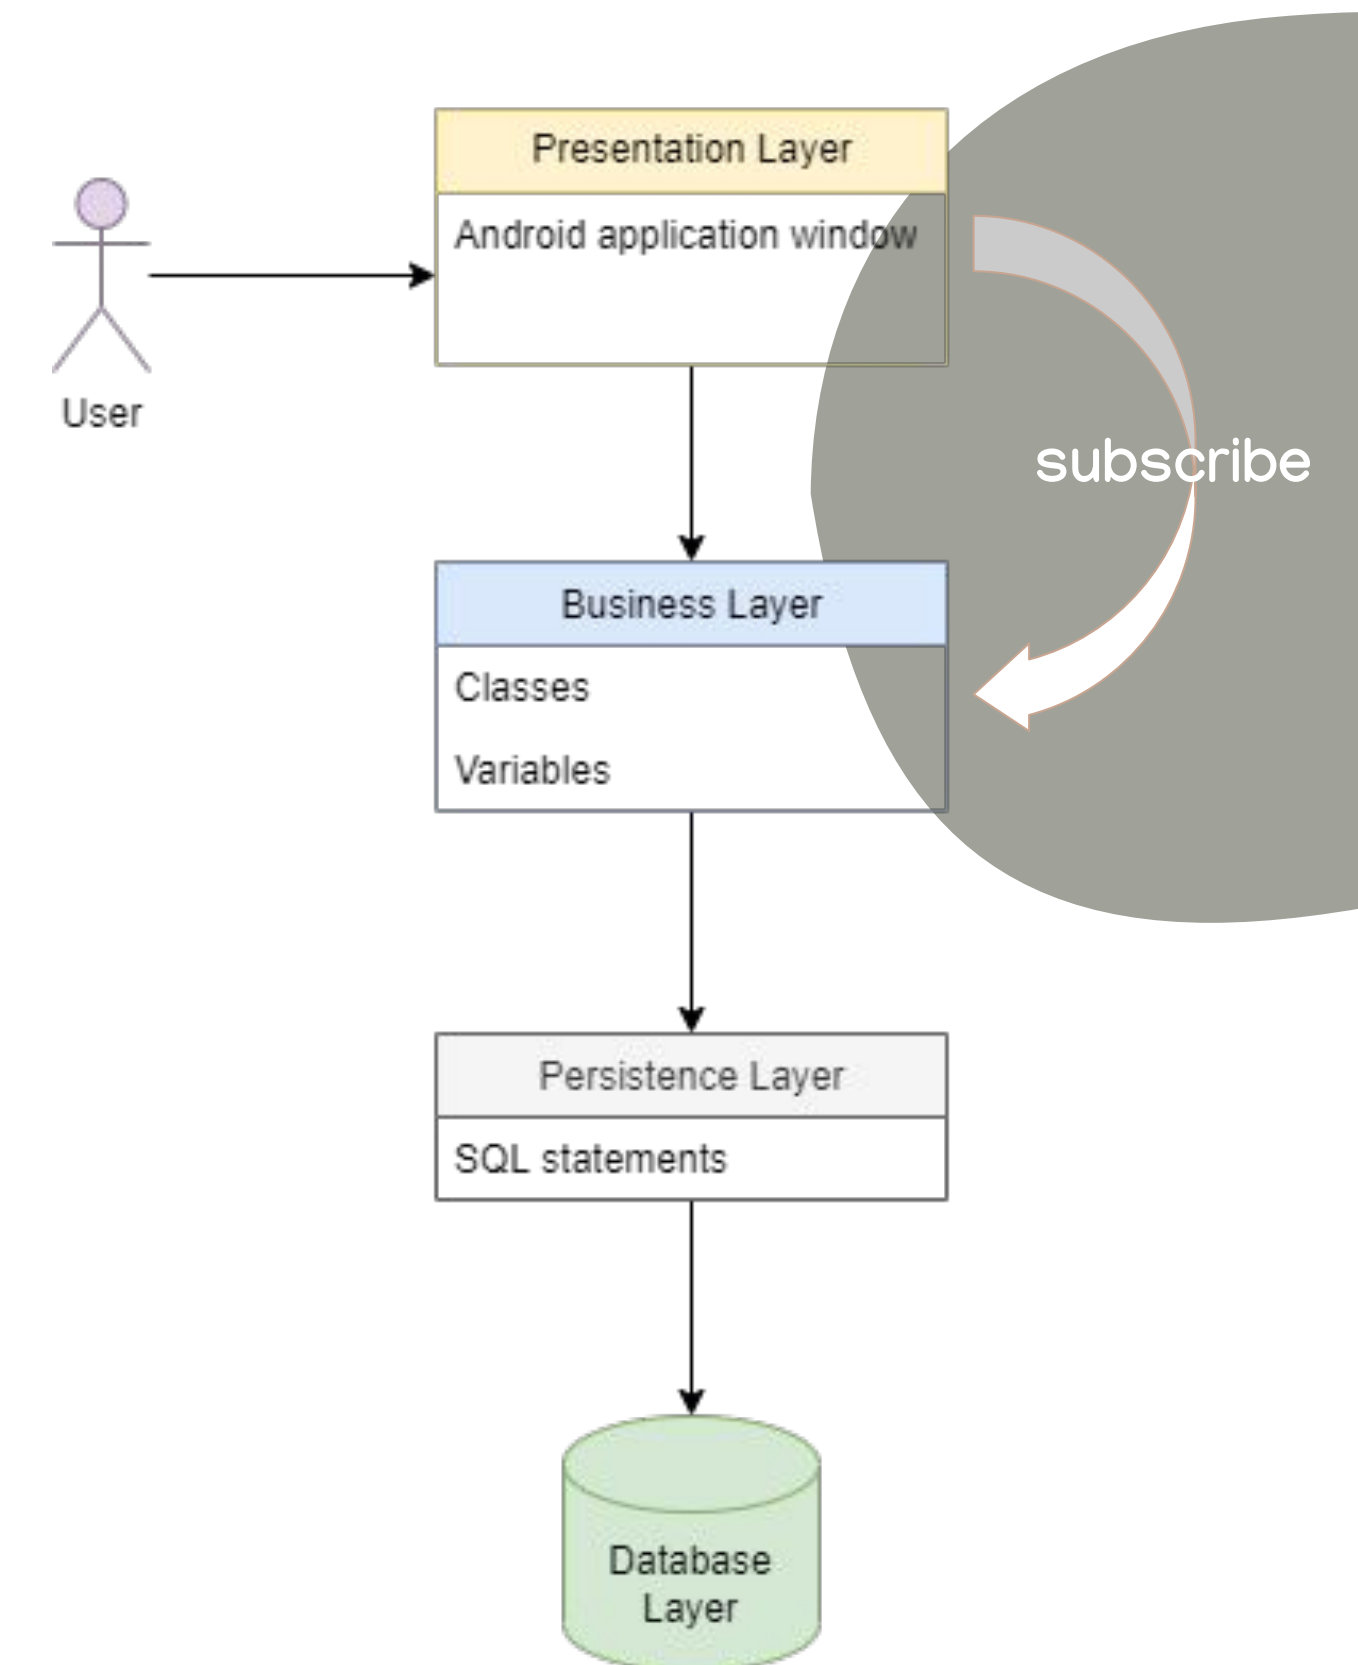 Presentation Layer
Android application window
User
subscribe
Business Layer
Classes
Variables
Persistence Layer
SQL statements
Database
Layer